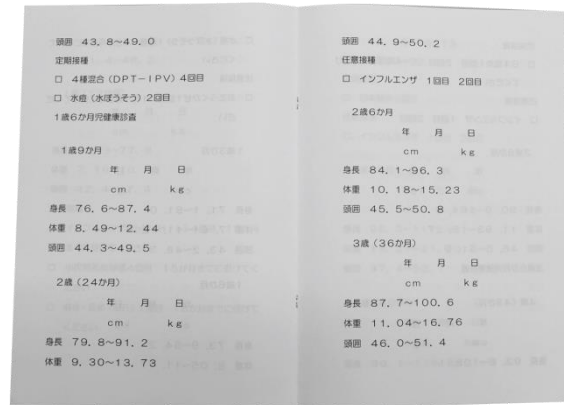 頭囲 43.8〜49.0
定期接種
□ 4種混合(DPT−IPV)4回目
□ 水痘(水ぼうそう)2回目
1歳6か月児健康診査
1歳9か月
年 月 日
cm kg
身長 76.6〜87.4
体重 8.49〜12.44
頭囲 44.3〜49.5
2歳(24か月)
年 月 日
cm kg
身長 79.8〜91.2
体重 9.30〜13.73
頭囲 44.9〜50.2
任意接種
□ インフルエンザ 1回目 2回目
2歳6か月
年 月 日
cm kg
身長 84.1〜96.3
体重 10.18〜15.23
頭囲 45.5〜50.8
3歳(36か月)
年 月 日
cm kg
身長 87.7〜100.6
体重 11.04〜16.76
頭囲 46.0〜51.4